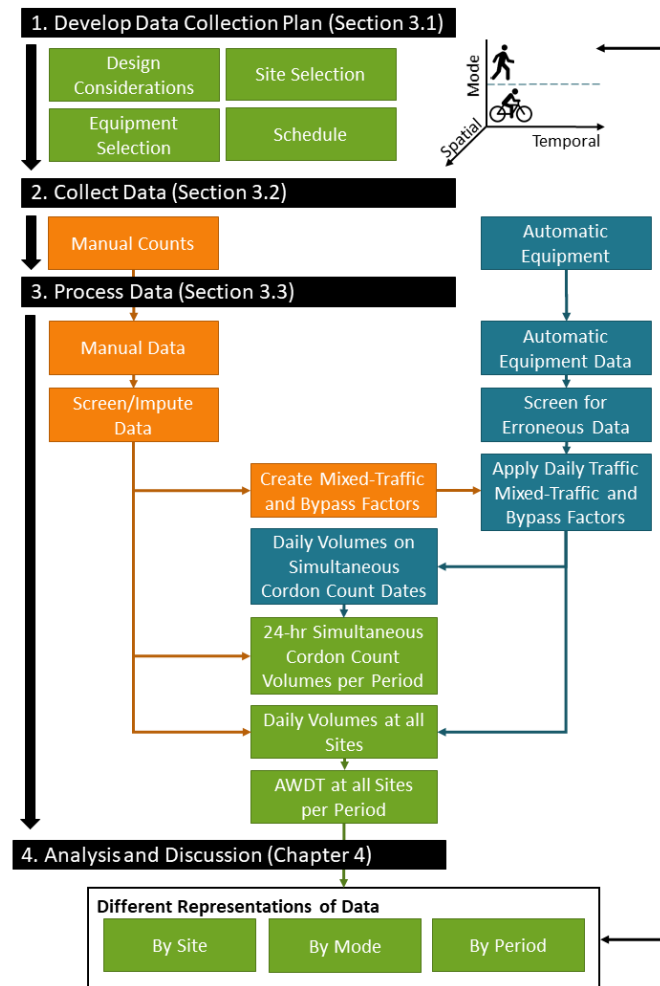 1. Develop Data Collection Plan (Section 3.1)
Design
Considerations
Site Selection
Equipment
Selection
Schedule
Mode
Spatial
Temporal
2. Collect Data (Section 3.2)
Manual Counts
Automatic
Equipment
3. Process Data (Section 3.3)
Manual Data
Automatic
Equipment Data
Screen/Impute
Data
Screen for
Erroneous Data
Create Mixed-Traffic
and Bypass Factors
Apply Daily Traffic
Mixed-Traffic and
Bypass Factors
Daily Volumes on
Simultaneous
Cordon Count
Dates
24-hr Simultaneous
Cordon Count
Volumes per Period
Daily Volumes at all
Sites
AWDT at all Sites
per Period
4. Analysis and Discussion (Chapter 4)
Different Representations of Data
By Site
By Mode
By Period